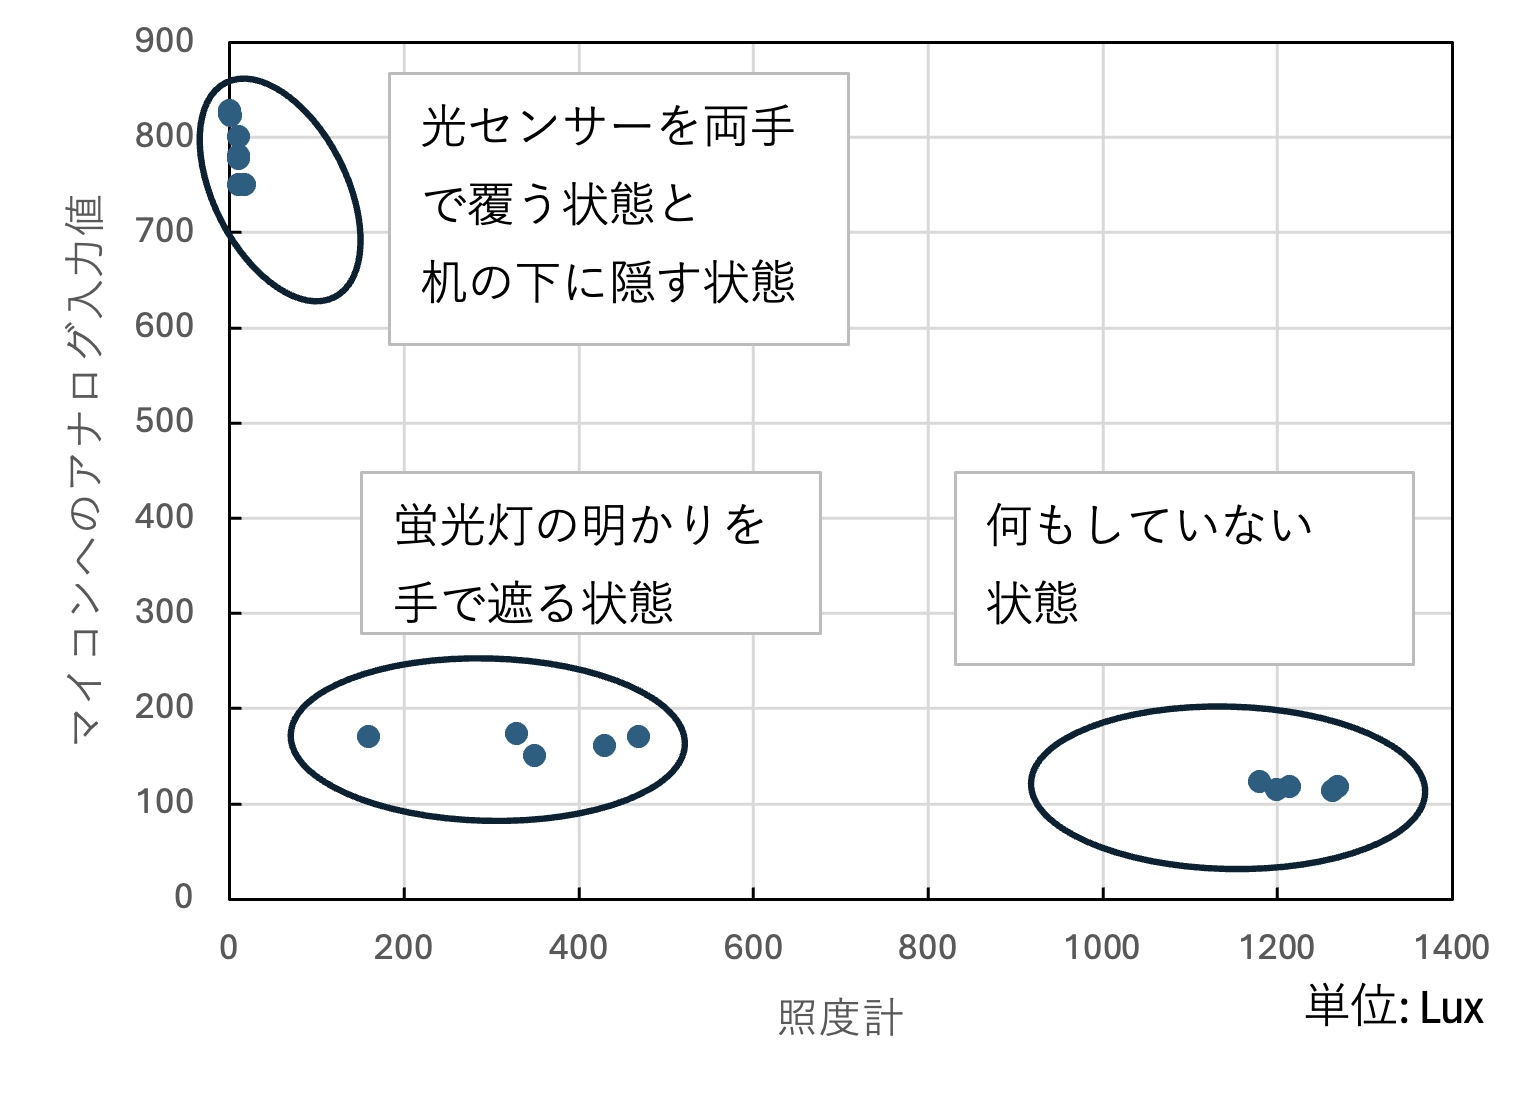 900
800
700
600
500
400
300
200
100
0
マイコンへのアナログ入力値
光センサーを両手
で覆う状態と
机の下に隠す状態
蛍光灯の明かりを
手で遮る状態
何もしていない
状態
0 200 400 600 800 1000 1200 1400
照度計
単位: Lux